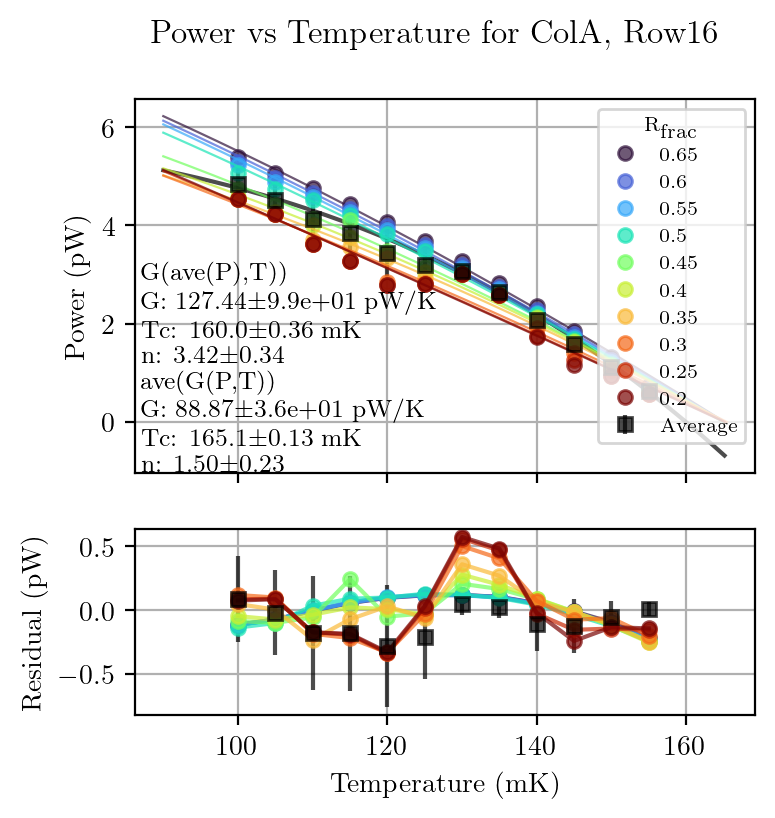 Power vs Temperature for ColA, Row16
Power (pW)
6
4
2
0
G(ave(P),T))
G: 127.44±9.9e+01 pW/K
Tc: 160.0±0.36 mK
n: 3.42±0.34
ave(G(P,T))
G: 88.87±3.6e+01 pW/K
Tc: 165.1±0.13 mK
n: 1.50±0.23
R_frac
0.65
0.6
0.55
0.5
0.45
0.4
0.35
0.3
0.25
0.2
Average
Residual (pW)
0.5
0.0
−0.5
100
120
140
160
Temperature (mK)